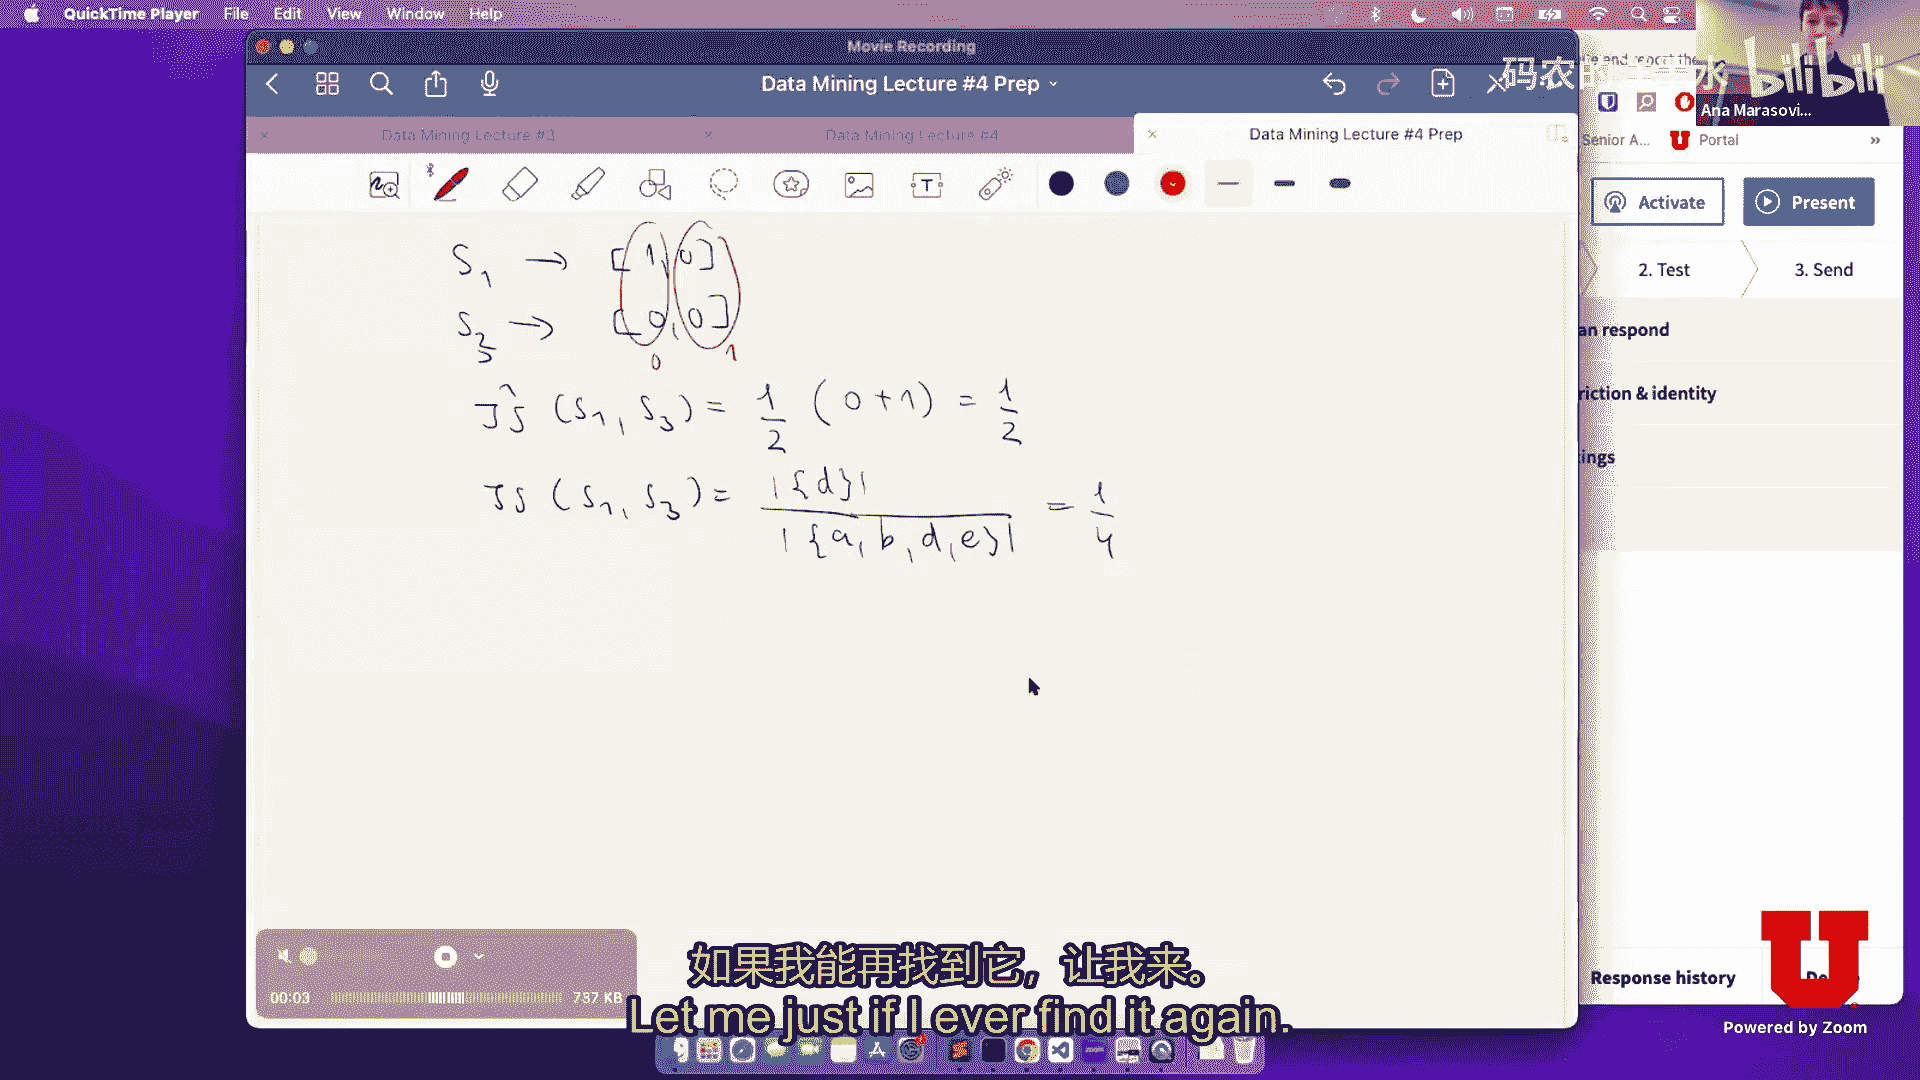 QuickTime Player File Edit View Window Help
Movie Recording
Data Mining Lecture #4 Prep
Data Mining Lecture #3
Data Mining Lecture #4
Data Mining Lecture #4 Prep
码农的
bilibili
Ana Marasovi...
Senior A...
Portal
Activate
Present
2. Test
3. Send
an respond
riction & identity
tings
S1 → [1, 0]
S3 → [0, 0]
0 1
ĴS (S1, S3) = 1/2 (0 + 1) = 1/2
JS (S1, S3) = |{d}| / |{a, b, d, e}| = 1/4
00:03
737 KB
如果我能再找到它，让我来。
Let me just if I ever find it again.
Response history
Powered by Zoom